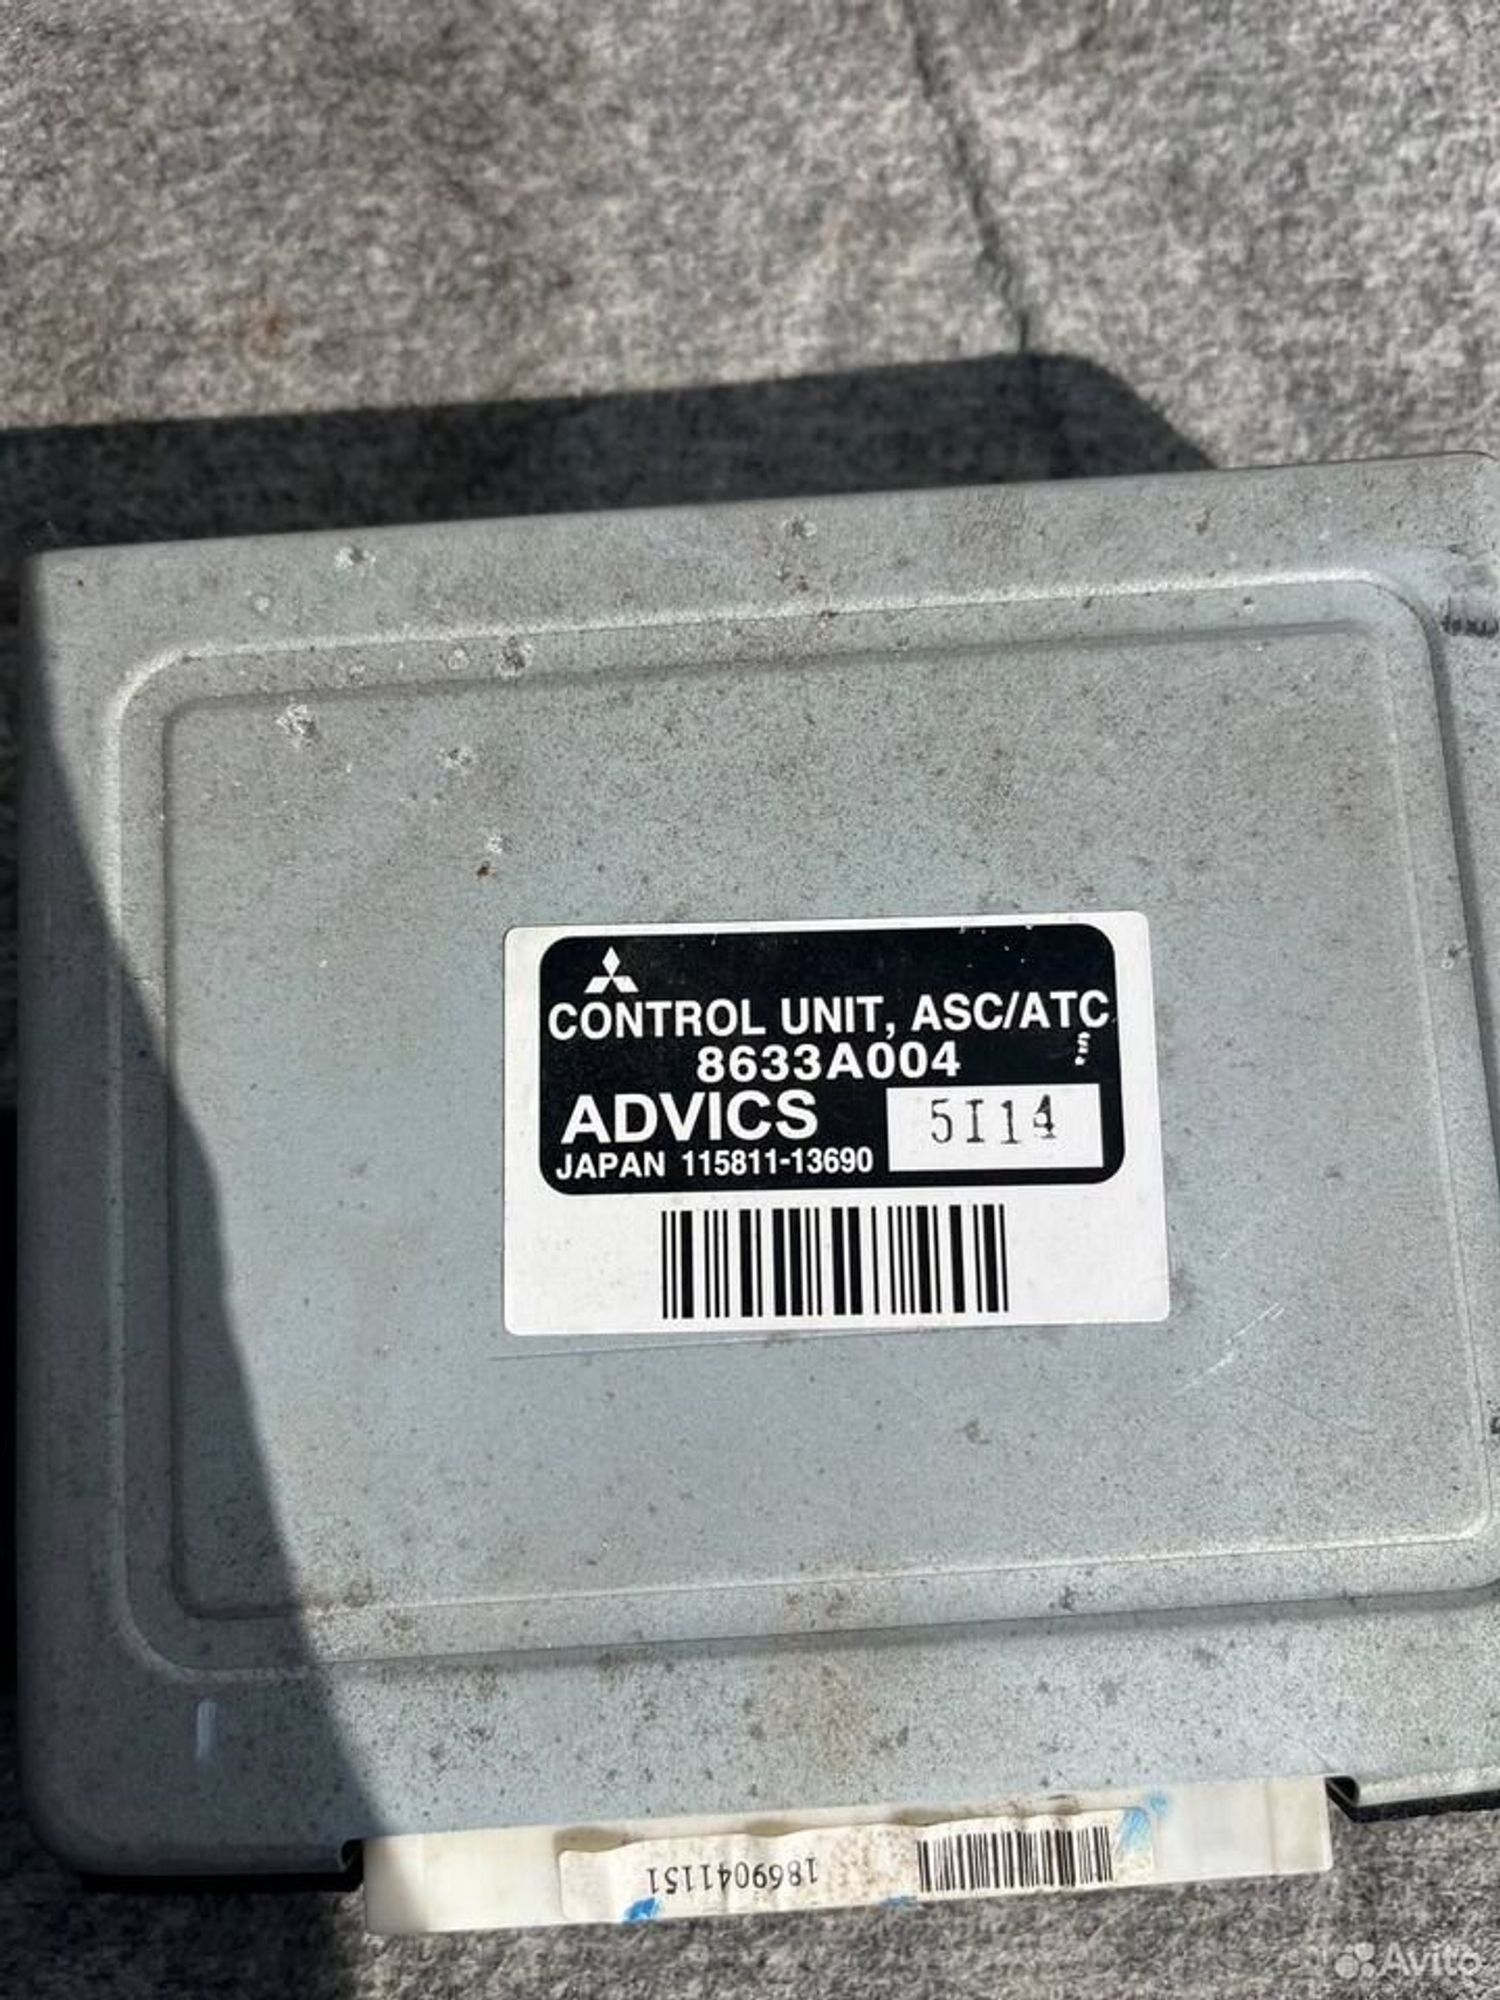 CONTROL UNIT, ASC/ATC
8633A004
ADVICS 5I14
JAPAN 115811-13690
1869041151
Avito